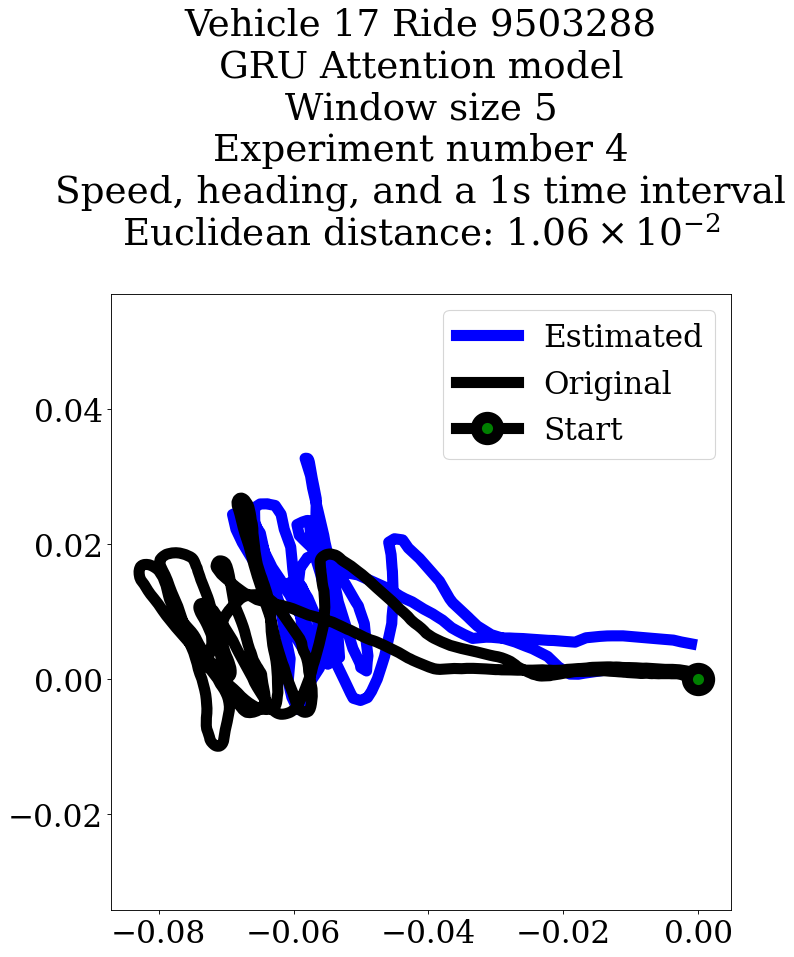 Vehicle 17 Ride 9503288
GRU Attention model
Window size 5
Experiment number 4
Speed, heading, and a 1s time interval
Euclidean distance: 1.06 × 10⁻²
Estimated
Original
Start
0.04
0.02
0.00
−0.02
−0.08 −0.06 −0.04 −0.02 0.00